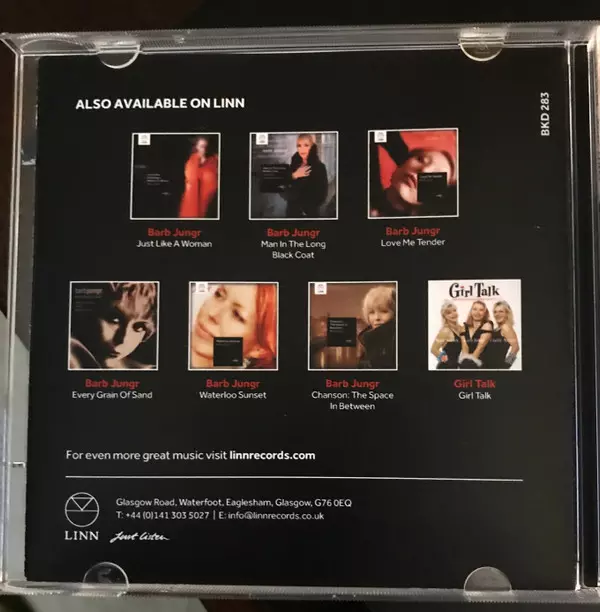 ALSO AVAILABLE ON LINN
BKD 283
Barb Jungr
Just Like A Woman
Barb Jungr
Man In The Long
Black Coat
Barb Jungr
Love Me Tender
Girl Talk
Barb Jungr
Every Grain Of Sand
Barb Jungr
Waterloo Sunset
Barb Jungr
Chanson: The Space
In Between
Girl Talk
Girl Talk
For even more great music visit linnrecords.com
Glasgow Road, Waterfoot, Eaglesham, Glasgow, G76 0EQ
T: +44 (0)141 303 5027 | E: info@linnrecords.co.uk
LINN just listen